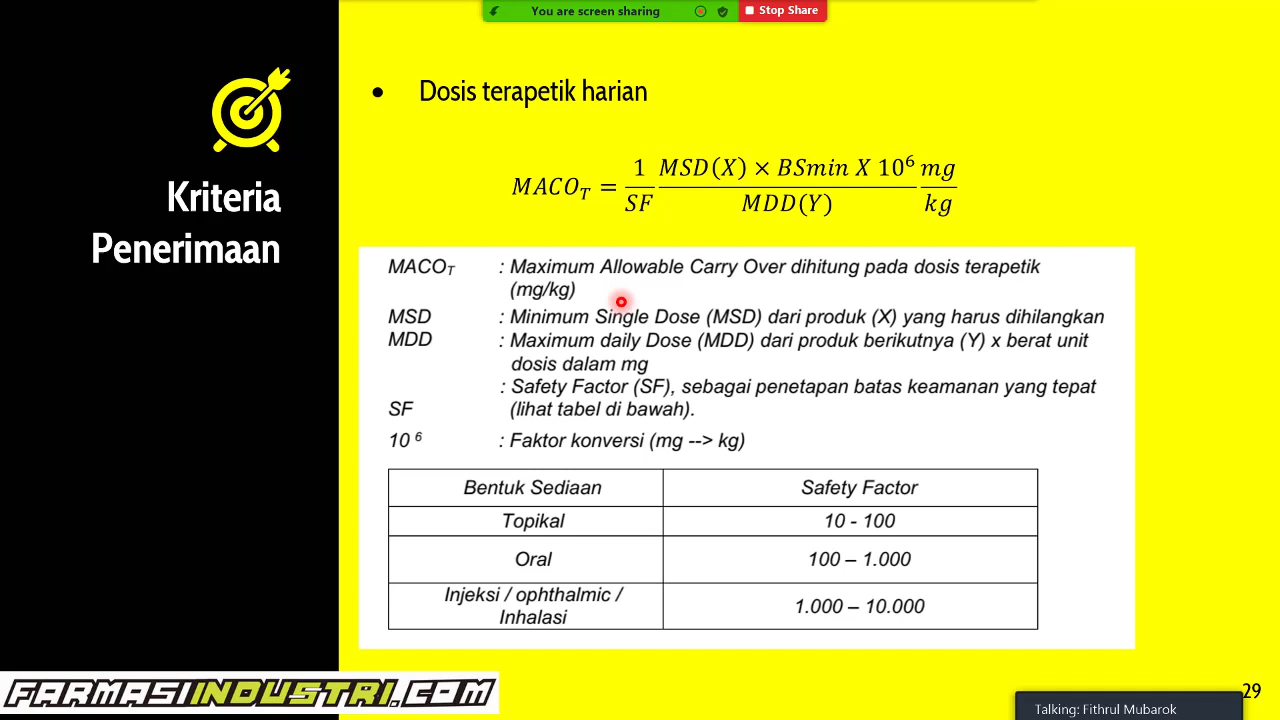 You are screen sharing
Stop Share
Kriteria
Penerimaan
• Dosis terapetik harian
MACO_T = 1/SF MSD(X) × BSmin X 10^6/MDD(Y) mg/kg
MACO_T : Maximum Allowable Carry Over dihitung pada dosis terapetik
(mg/kg)
MSD : Minimum Single Dose (MSD) dari produk (X) yang harus dihilangkan
MDD : Maximum daily Dose (MDD) dari produk berikutnya (Y) x berat unit
dosis dalam mg
: Safety Factor (SF), sebagai penetapan batas keamanan yang tepat
SF (lihat tabel di bawah).
10 6 : Faktor konversi (mg --> kg)
Bentuk Sediaan Safety Factor
Topikal 10 - 100
Oral 100 – 1.000
Injeksi / ophthalmic /
Inhalasi 1.000 – 10.000
FARMASIINDUSTRI.COM
29
Talking: Fithrul Mubarok